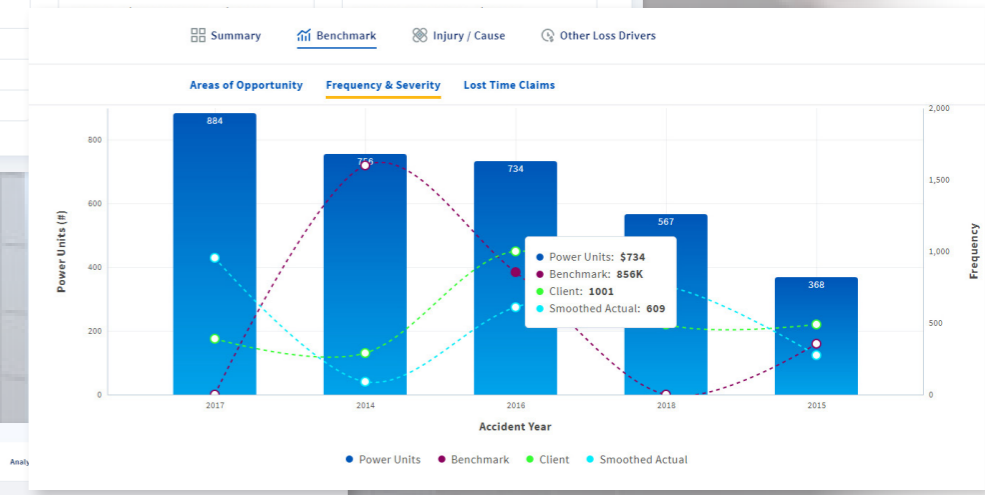 Summary
Benchmark
Injury / Cause
Other Loss Drivers
Areas of Opportunity
Frequency & Severity
Lost Time Claims
Power Units (#)
800
600
400
200
0
884
756
734
567
368
Power Units: $734
Benchmark: 856K
Client: 1001
Smoothed Actual: 609
2,000
1,500
1,000
500
0
Frequency
2017
2014
2016
2018
2015
Accident Year
Power Units
Benchmark
Client
Smoothed Actual
Analy